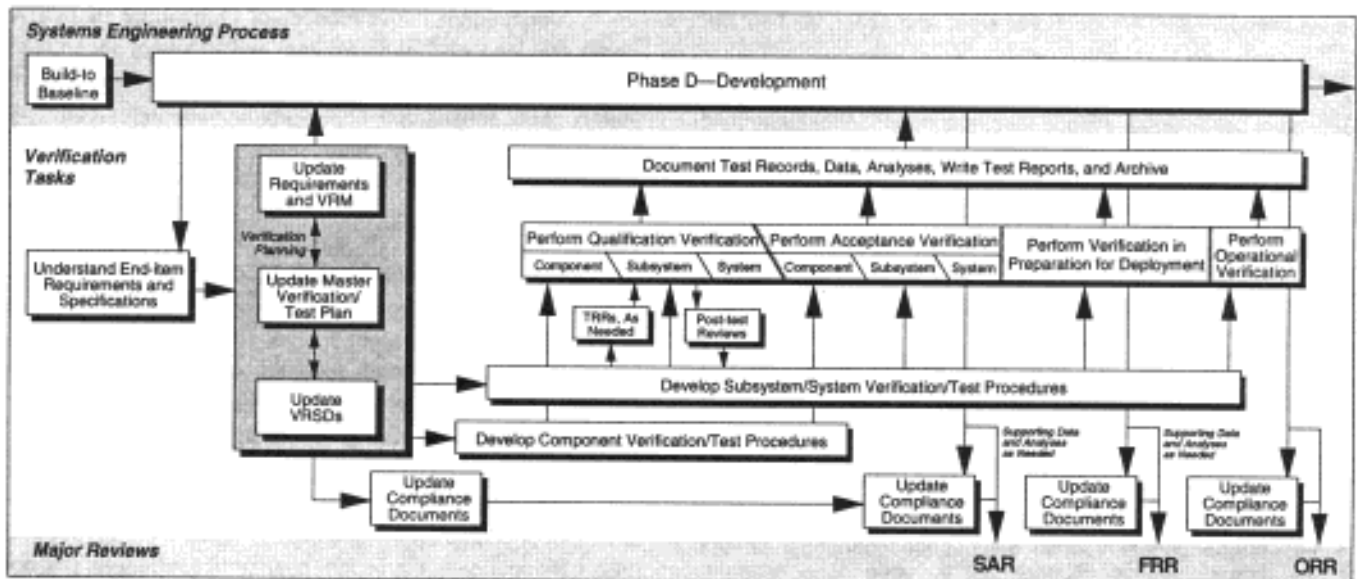 Systems Engineering Process
Build-to
Baseline
Phase D—Development
Verification
Tasks
Update
Requirements
and VRM
Verification
Planning
Understand End-Item
Requirements and
Specifications
Update Master
Verification/
Test Plan
Update
VRSDs
Document Test Records, Data, Analyses, Write Test Reports, and Archive
Perform Qualification Verification
Component
Subsystem
System
Perform Acceptance Verification
Component
Subsystem
System
Perform Verification in
Preparation for Deployment
Perform
Operational
Verification
TRRs, As
Needed
Post-test
Reviews
Develop Subsystem/System Verification/Test Procedures
Develop Component Verification/Test Procedures
Supporting Data
and Analyses
as Needed
Supporting Data
and Analyses
as Needed
Update
Compliance
Documents
Update
Compliance
Documents
Update
Compliance
Documents
Update
Compliance
Documents
Major Reviews
SAR
FRR
ORR